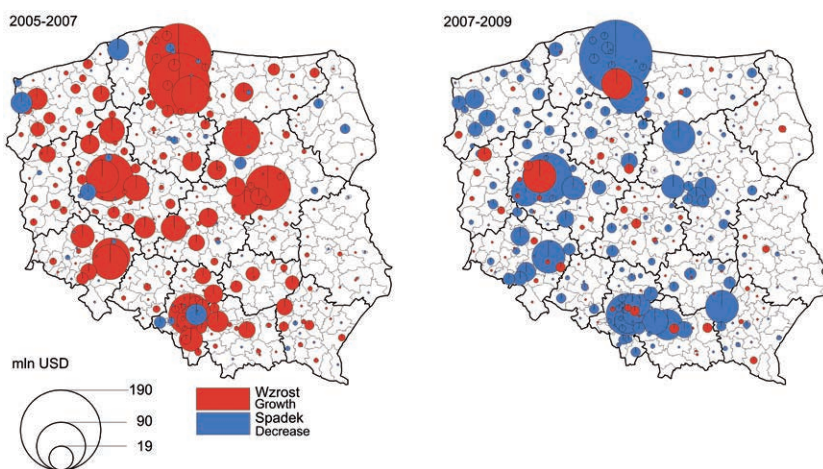 2005-2007
2007-2009
mln USD
190
90
19
Wzrost
Growth
Spadek
Decrease